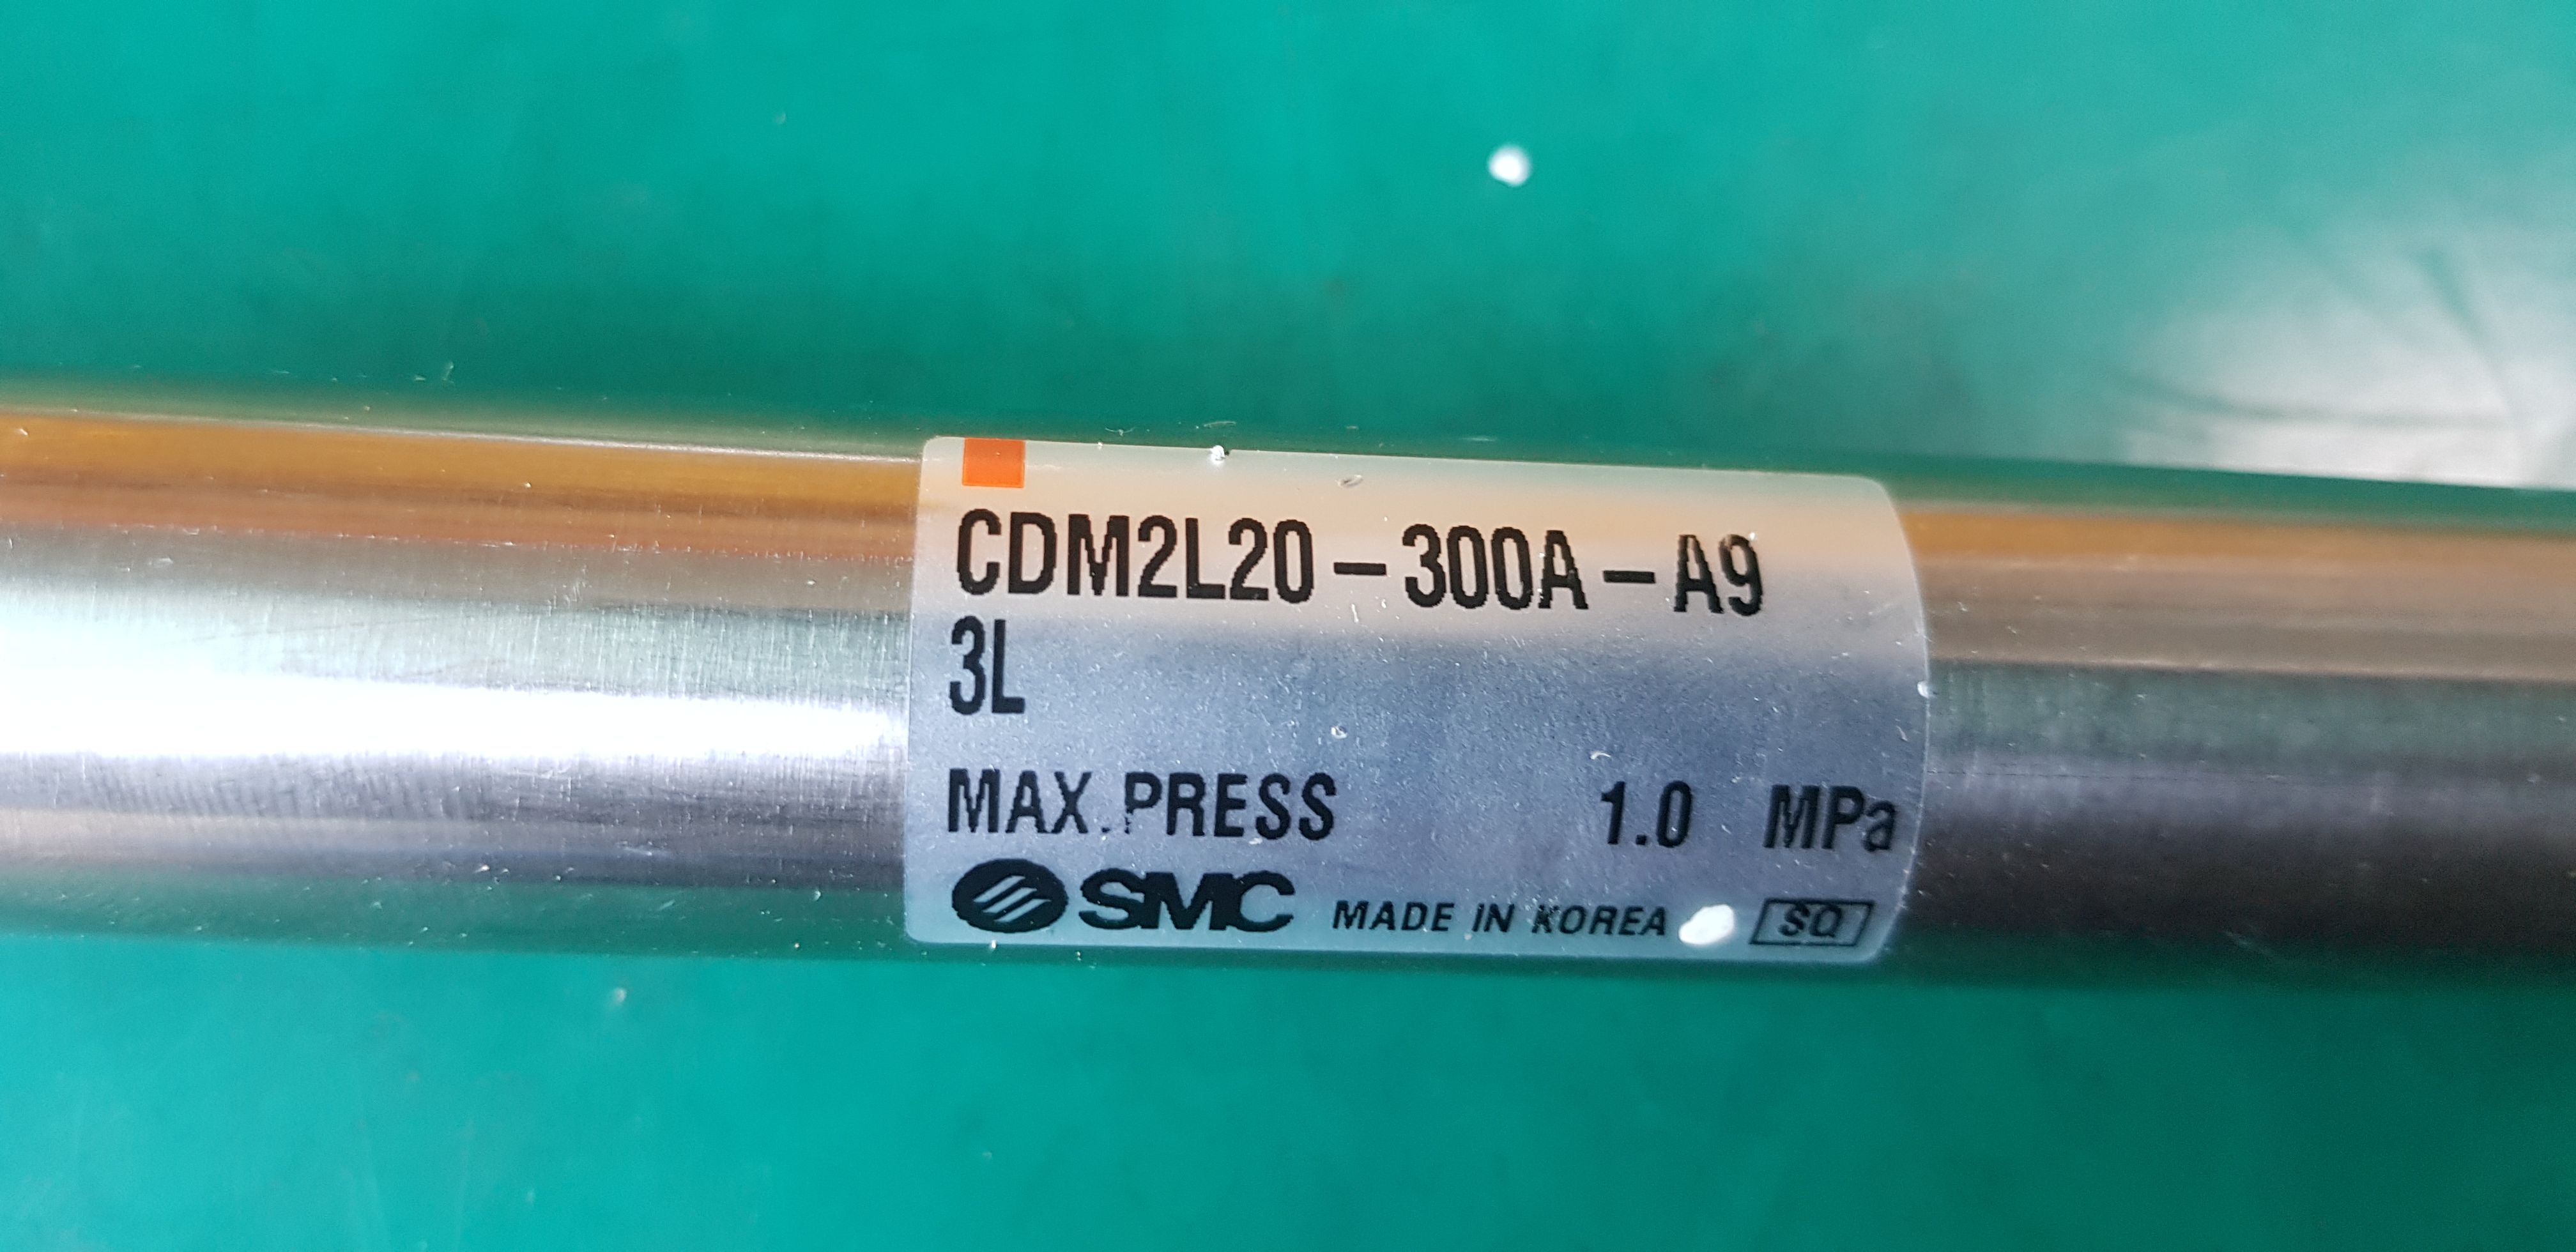 CDM2L20-300A-A9
3L
MAX.PRESS 1.0 MPa
SMC MADE IN KOREA SQ